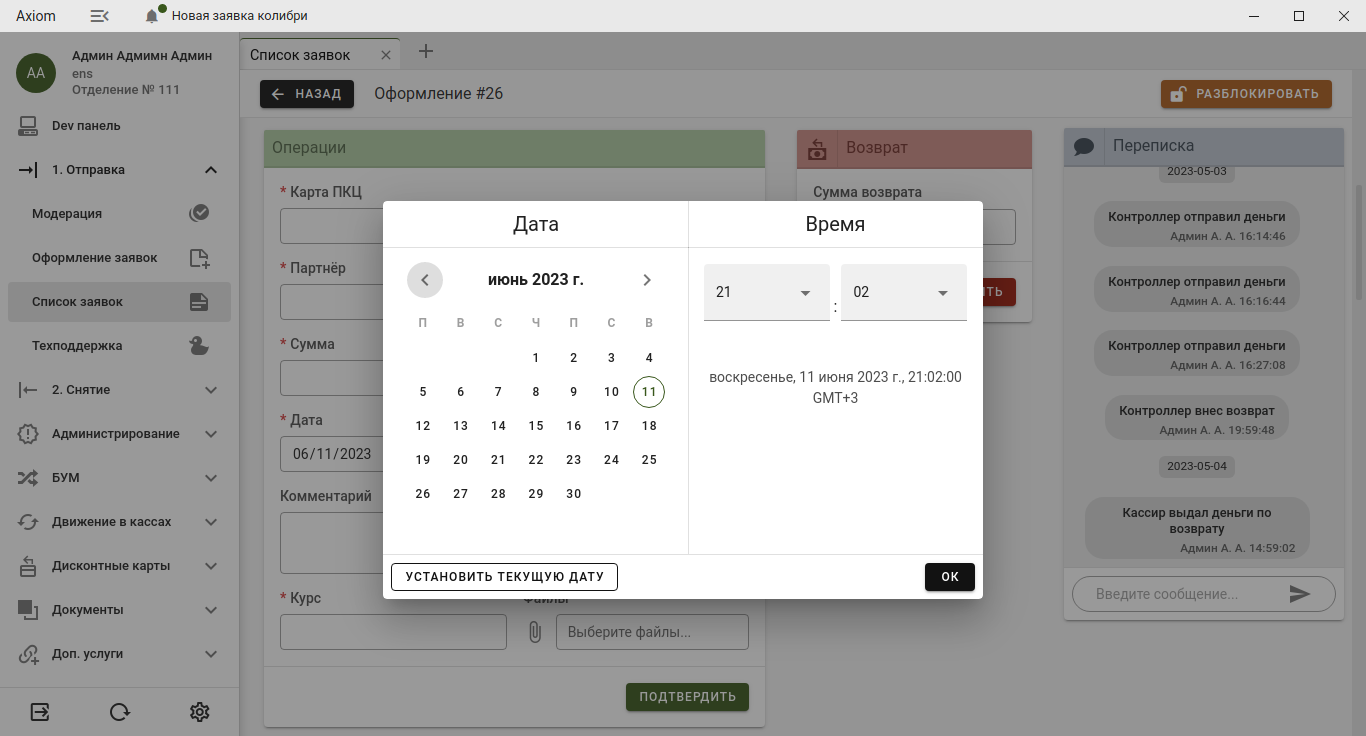 Axiom
Новая заявка колибри
АА
Админ Адмимн Админ
ens
Отделение № 111
Dev панель
1. Отправка
Модерация
Оформление заявок
Список заявок
Техподдержка
2. Снятие
Администрирование
БУМ
Движение в кассах
Дисконтные карты
Документы
Доп. услуги
Список заявок
НАЗАД
Оформление #26
РАЗБЛОКИРОВАТЬ
Операции
* Карта ПКЦ
* Партнёр
* Сумма
* Дата
06/11/2023
Комментарий
* Курс
Файлы
Выберите файлы...
ПОДТВЕРДИТЬ
Возврат
Сумма возврата
ИТЬ
Дата
июнь 2023 г.
П В С Ч П С В
1 2 3 4
5 6 7 8 9 10 11
12 13 14 15 16 17 18
19 20 21 22 23 24 25
26 27 28 29 30
Время
21 : 02
воскресенье, 11 июня 2023 г., 21:02:00
GMT+3
УСТАНОВИТЬ ТЕКУЩУЮ ДАТУ
ОК
Переписка
2023-05-03
Контроллер отправил деньги
Админ А. А. 16:14:46
Контроллер отправил деньги
Админ А. А. 16:16:44
Контроллер отправил деньги
Админ А. А. 16:27:08
Контроллер внес возврат
Админ А. А. 19:59:48
2023-05-04
Кассир выдал деньги по
возврату
Админ А. А. 14:59:02
Введите сообщение...